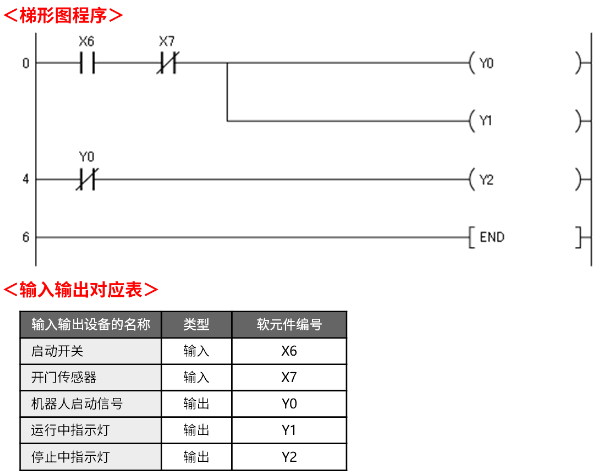 ＜梯形图程序＞
X6 X7
0 Y0
Y1
Y0
4 Y2
6 END
＜输入输出对应表＞
输入输出设备的名称 类型 软元件编号
启动开关 输入 X6
开门传感器 输入 X7
机器人启动信号 输出 Y0
运行中指示灯 输出 Y1
停止中指示灯 输出 Y2